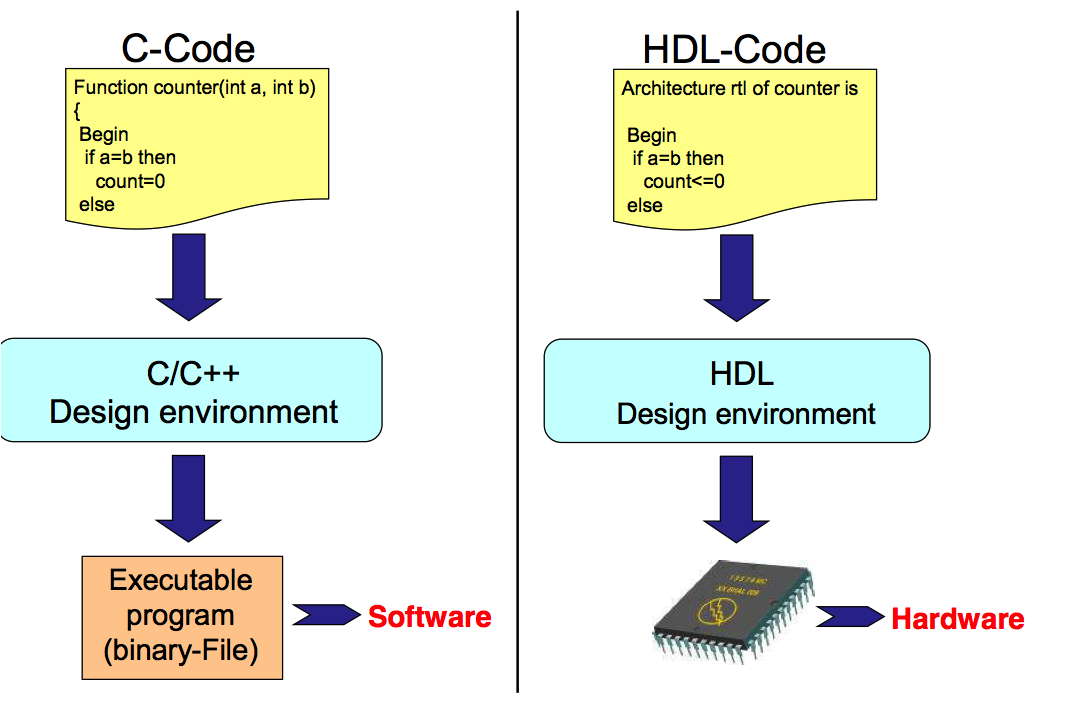 C-Code
Function counter(int a, int b)
{
Begin
if a=b then
count=0
else
C/C++
Design environment
Executable
program
(binary-File)
Software
HDL-Code
Architecture rtl of counter is
Begin
if a=b then
count<=0
else
HDL
Design environment
Hardware